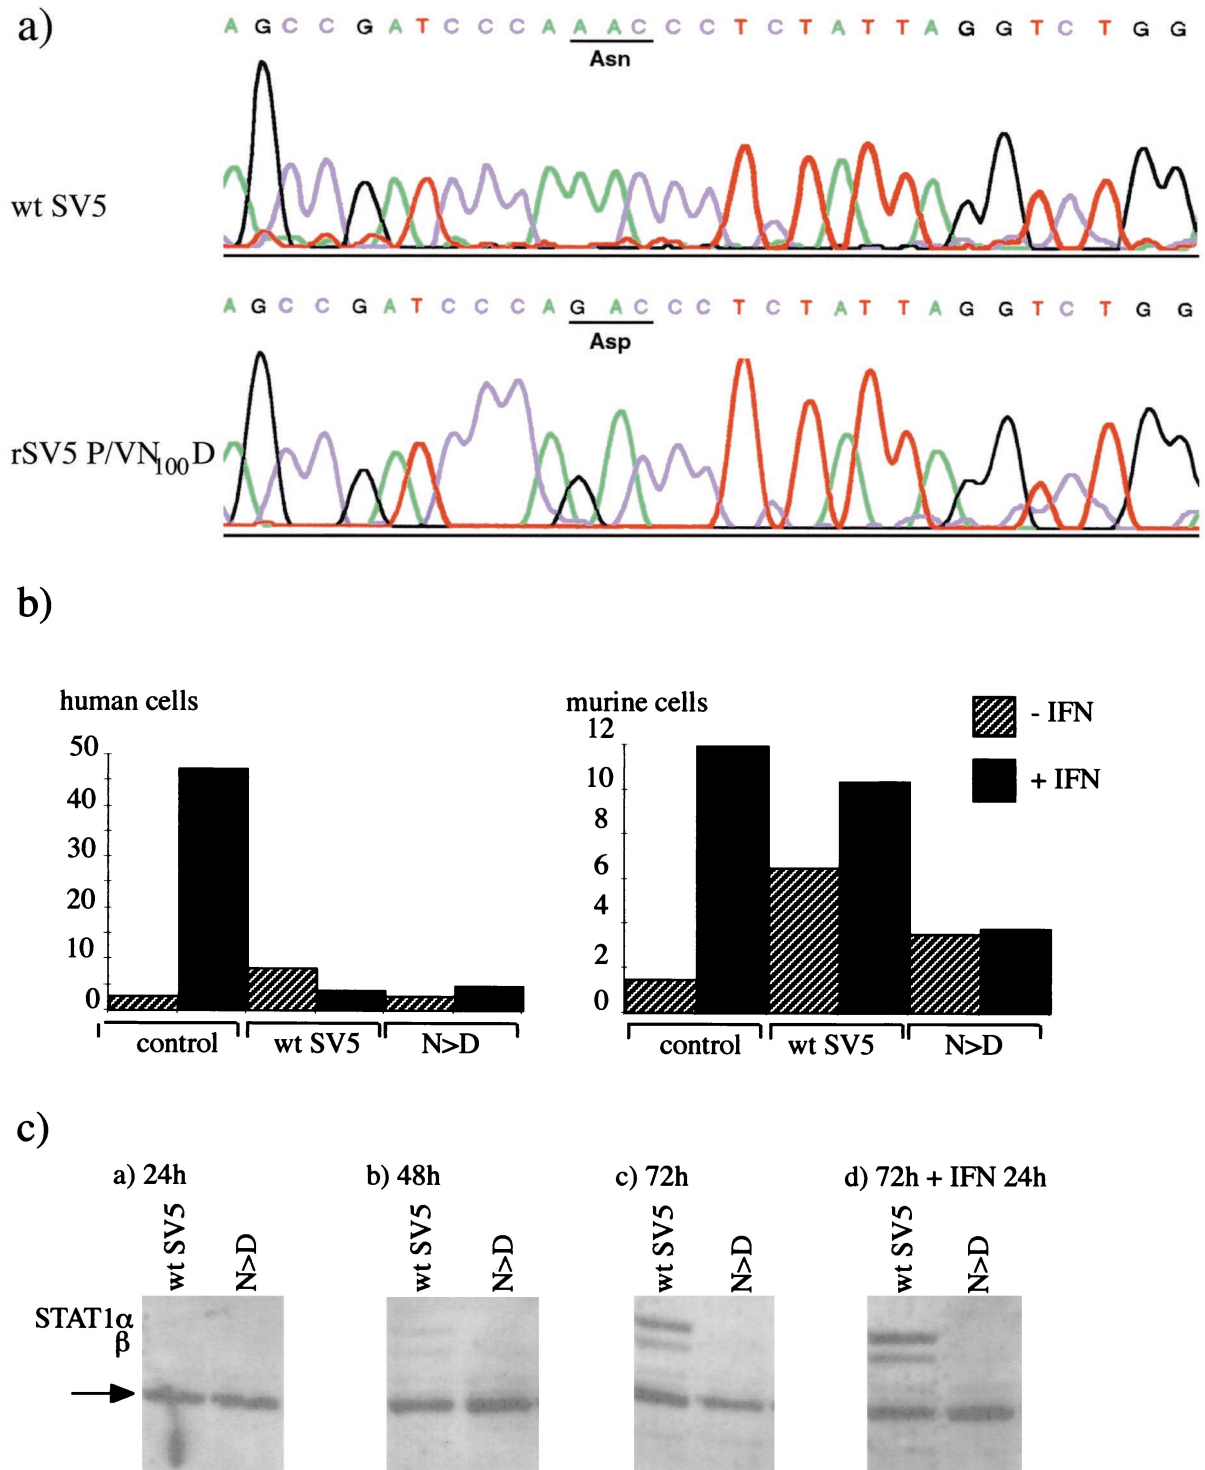 a)
A G C C G A T C C C A A A C C C T C T A T T A G G T C T G G
Asn
wt SV5
A G C C G A T C C C A G A C C C T C T A T T A G G T C T G G
Asp
rSV5 P/VN100D
b)
human cells
50
40
30
20
10
0
control wt SV5 N>D
murine cells
12
10
8
6
4
2
0
control wt SV5 N>D
- IFN
+ IFN
c)
a) 24h b) 48h c) 72h d) 72h + IFN 24h
wt SV5 N>D wt SV5 N>D wt SV5 N>D wt SV5 N>D
STAT1α
β